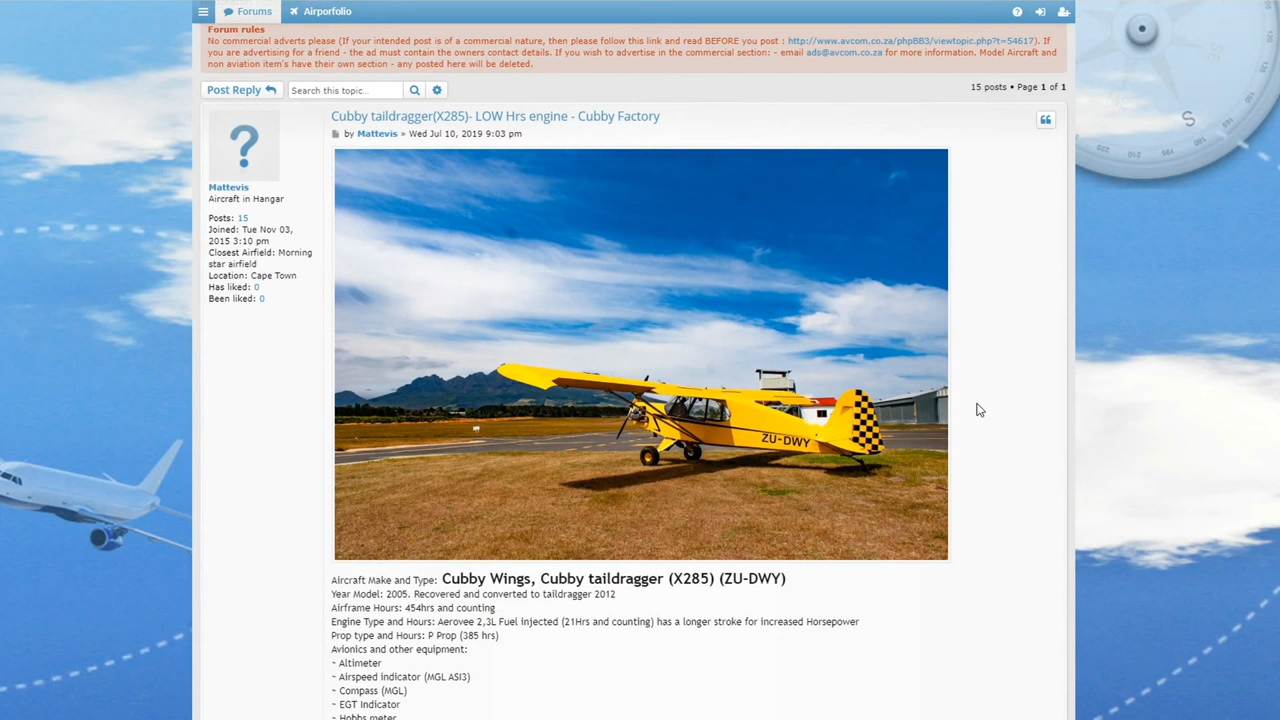 Forums
Airporfolio
Forum rules
No commercial adverts please (If your intended post is of a commercial nature, then please follow this link and read BEFORE you post : http://www.avcom.co.za/phpBB3/viewtopic.php?t=54617). If
you are advertising for a friend - the ad must contain the owners contact details. If you wish to advertise in the commercial section: - email ads@avcom.co.za for more information. Model Aircraft and
non aviation item's have their own section - any posted here will be deleted.
Post Reply
Search this topic...
15 posts • Page 1 of 1
Cubby taildragger(X285)- LOW Hrs engine - Cubby Factory
by Mattevis » Wed Jul 10, 2019 9:03 pm
Mattevis
Aircraft in Hangar
Posts: 15
Joined: Tue Nov 03,
2015 3:10 pm
Closest Airfield: Morning
star airfield
Location: Cape Town
Has liked: 0
Been liked: 0
ZU-DWY
Aircraft Make and Type: Cubby Wings, Cubby taildragger (X285) (ZU-DWY)
Year Model: 2005. Recovered and converted to taildragger 2012
Airframe Hours: 454hrs and counting
Engine Type and Hours: Aerovee 2,3L Fuel injected (21Hrs and counting) has a longer stroke for increased Horsepower
Prop type and Hours: P Prop (385 hrs)
Avionics and other equipment:
~ Altimeter
~ Airspeed indicator (MGL ASI3)
~ Compass (MGL)
~ EGT Indicator
~ Hobbs meter
S